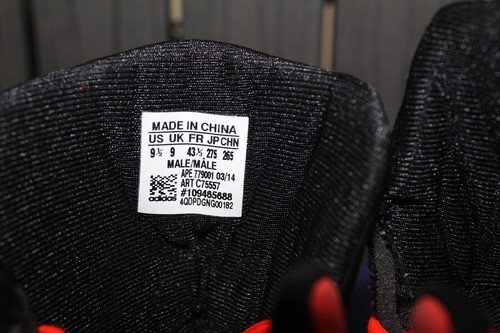 MADE IN CHINA
US UK FR JP CHN
9½ 9 43⅓ 275 265
MALE/MÂLE
APE 779001 03/14
ART C75557
#109485688
adidas 4QDPDGNG00182